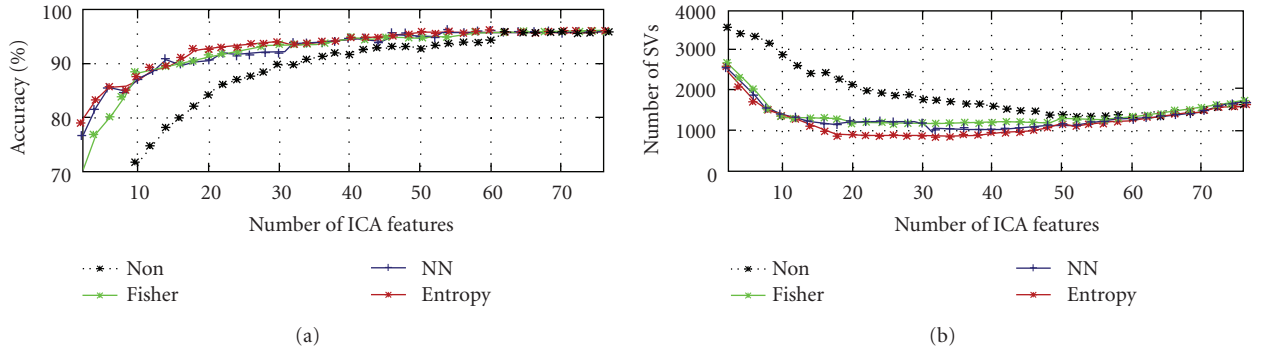 100
90
80
70
Accuracy (%)
10 20 30 40 50 60 70
Number of ICA features
Non NN
Fisher Entropy
(a)
4000
3000
2000
1000
0
Number of SVs
10 20 30 40 50 60 70
Number of ICA features
Non NN
Fisher Entropy
(b)